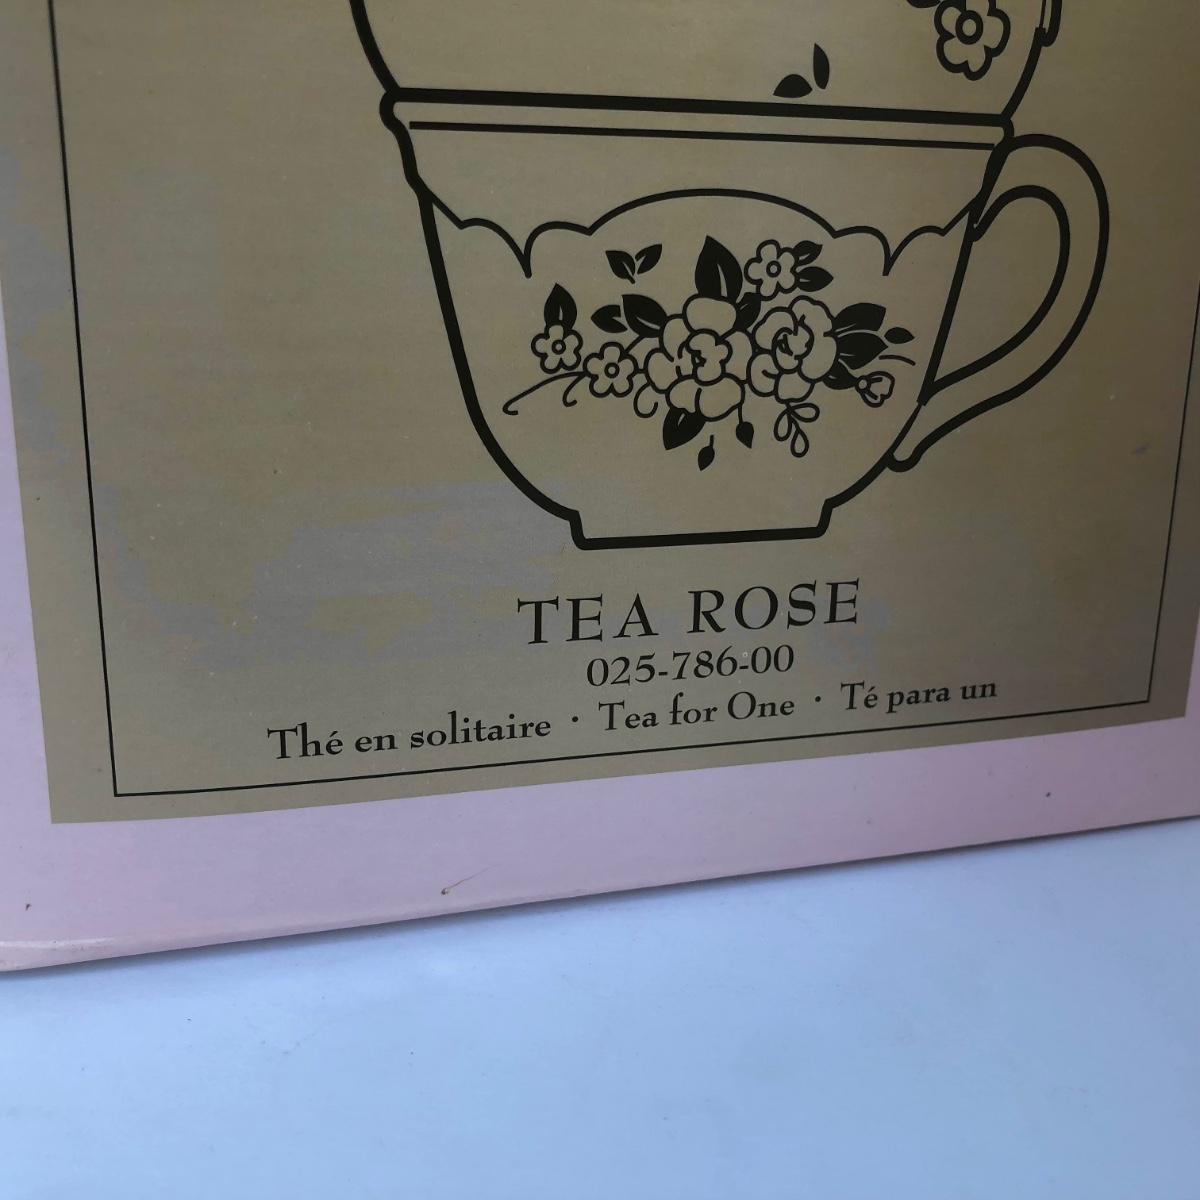 TEA ROSE
025-786-00
Thé en solitaire · Tea for One · Té para un